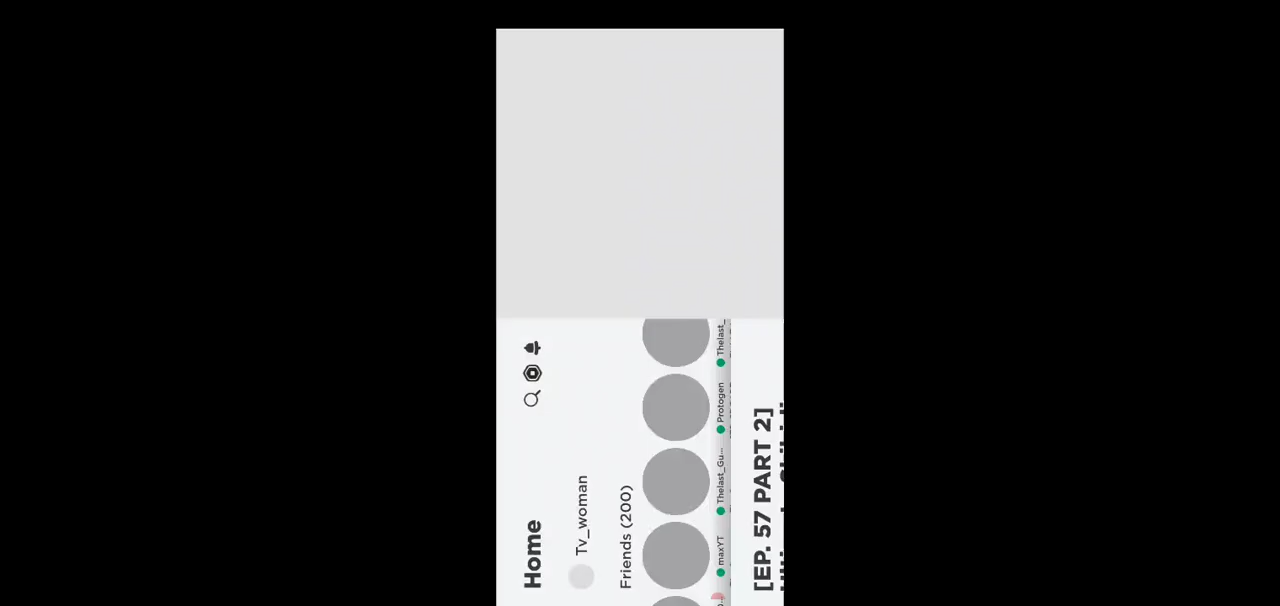 Home
Tv_woman
Friends (200)
maxYT
Thelast_Gu...
Protogen
Thelast_
[EP. 57 PART 2]